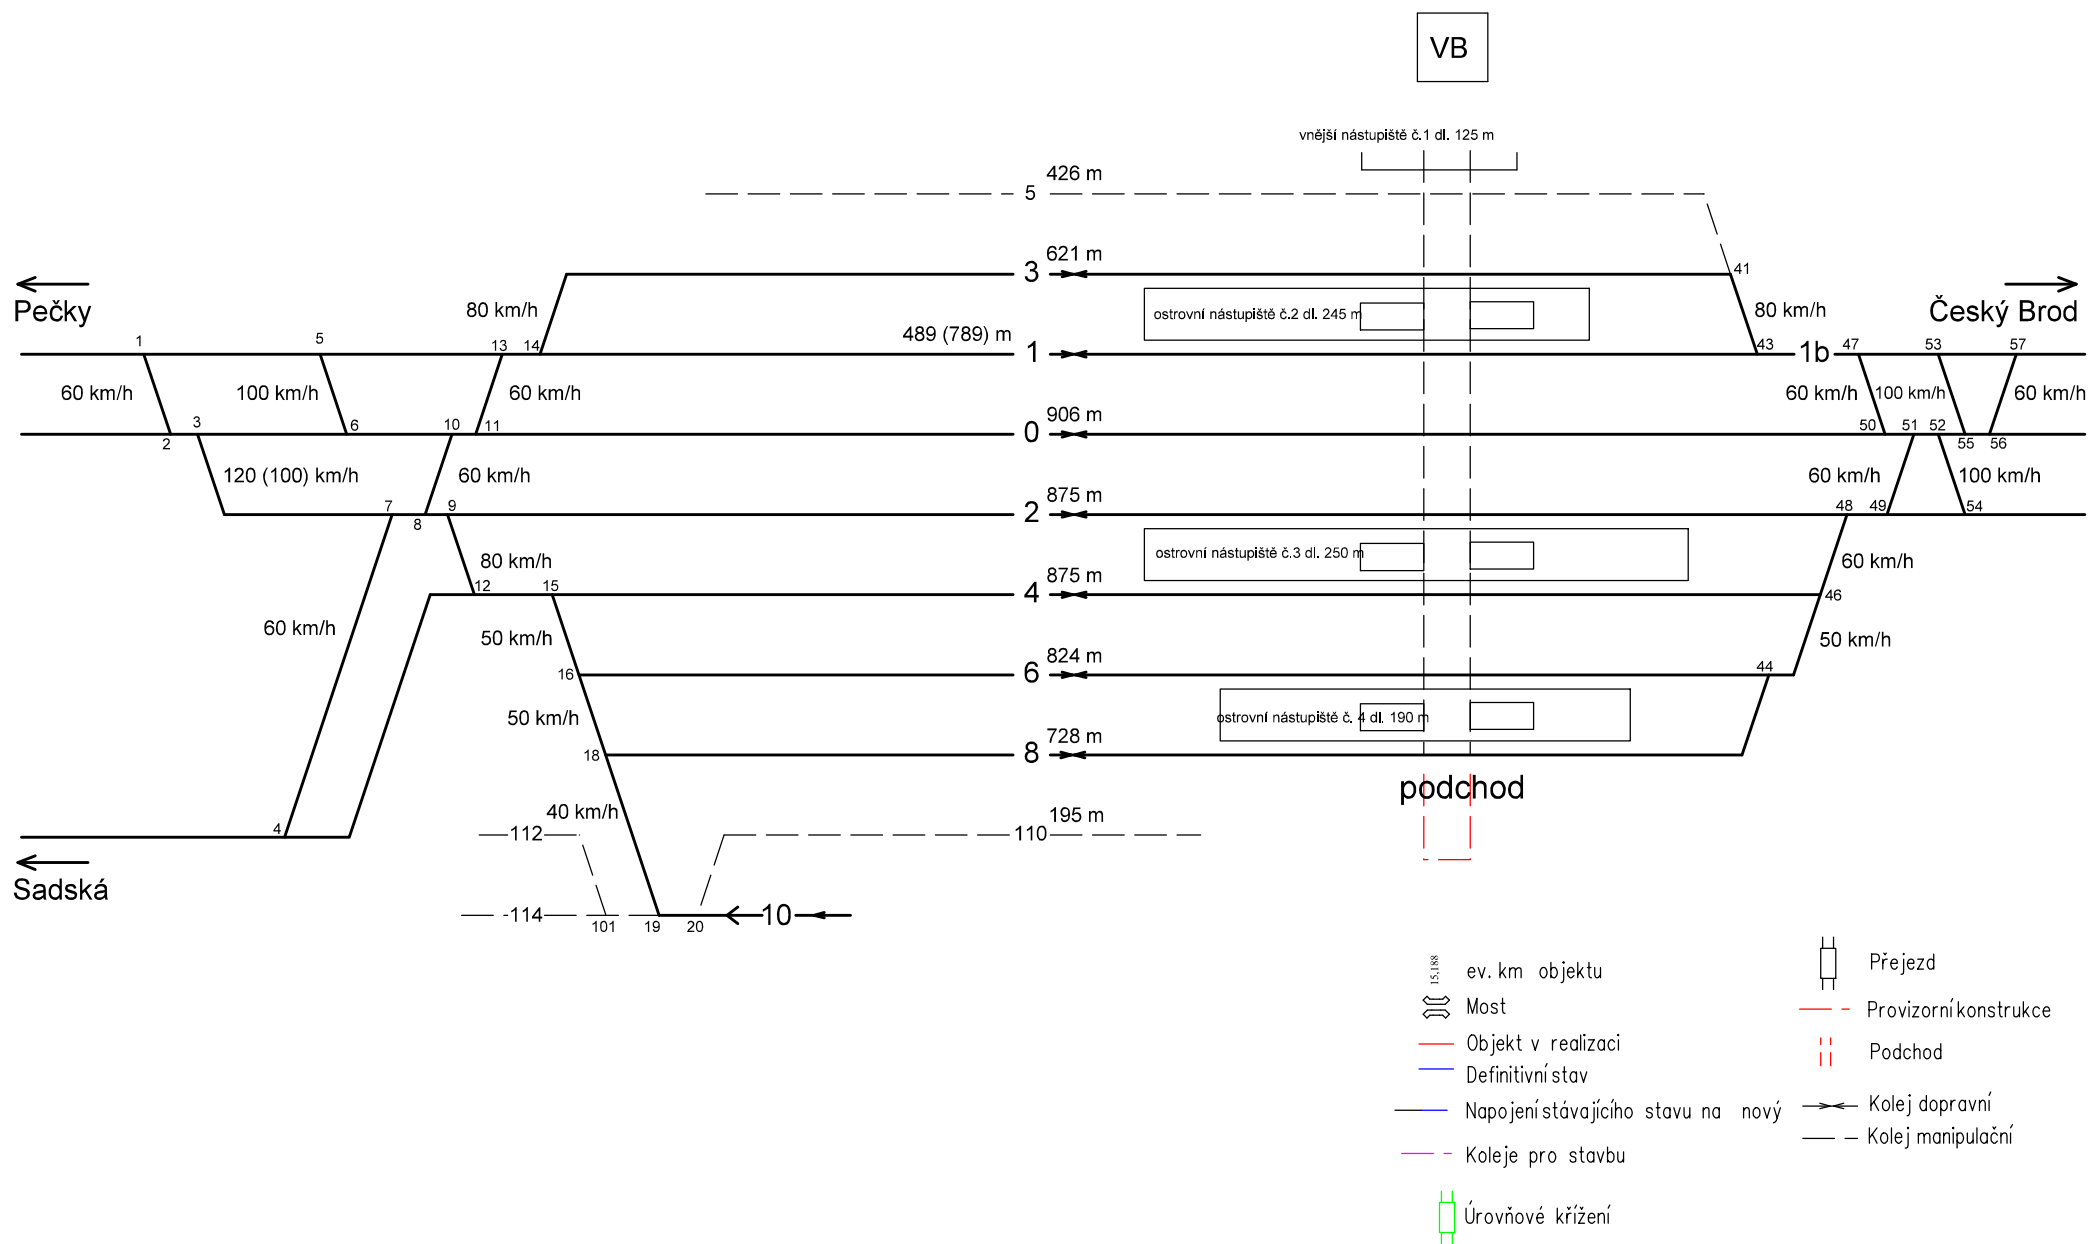 VB
vnější nástupiště č.1 dl. 125 m
426 m
5
621 m
3
41
Pečky
80 km/h
ostrovní nástupiště č.2 dl. 245 m
80 km/h
Český Brod
489 (789) m
1 5 13 14 1 43 1b 47 53 57
60 km/h 100 km/h 60 km/h 60 km/h 100 km/h 60 km/h
906 m
2 3 6 10 11 0 50 51 52 55 56
120 (100) km/h 60 km/h 60 km/h 100 km/h
875 m
7 8 9 2 48 49 54
80 km/h
ostrovní nástupiště č.3 dl. 250 m
60 km/h
875 m
12 15 4 46
60 km/h 50 km/h 50 km/h
824 m
16 6 44
50 km/h
ostrovní nástupiště č. 4 dl. 190 m
728 m
18 8
podchod
40 km/h
195 m
4 112 110
Sadská
114 101 19 20 10
15,188 ev. km objektu
Most
Objekt v realizaci
Definitivní stav
Napojení stávajícího stavu na nový
Koleje pro stavbu
Úrovňové křížení
Přejezd
Provizorní konstrukce
Podchod
Kolej dopravní
Kolej manipulační